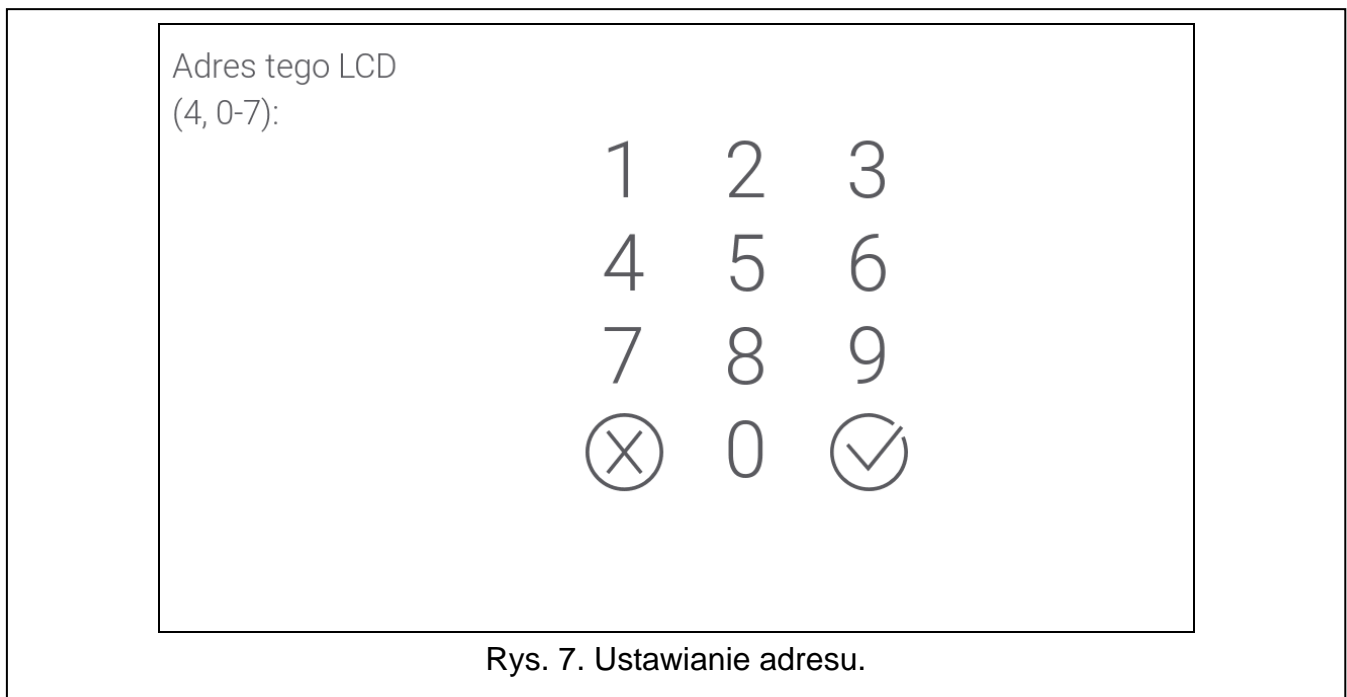 Adres tego LCD
(4, 0-7):
1 2 3
4 5 6
7 8 9
0
Rys. 7. Ustawianie adresu.